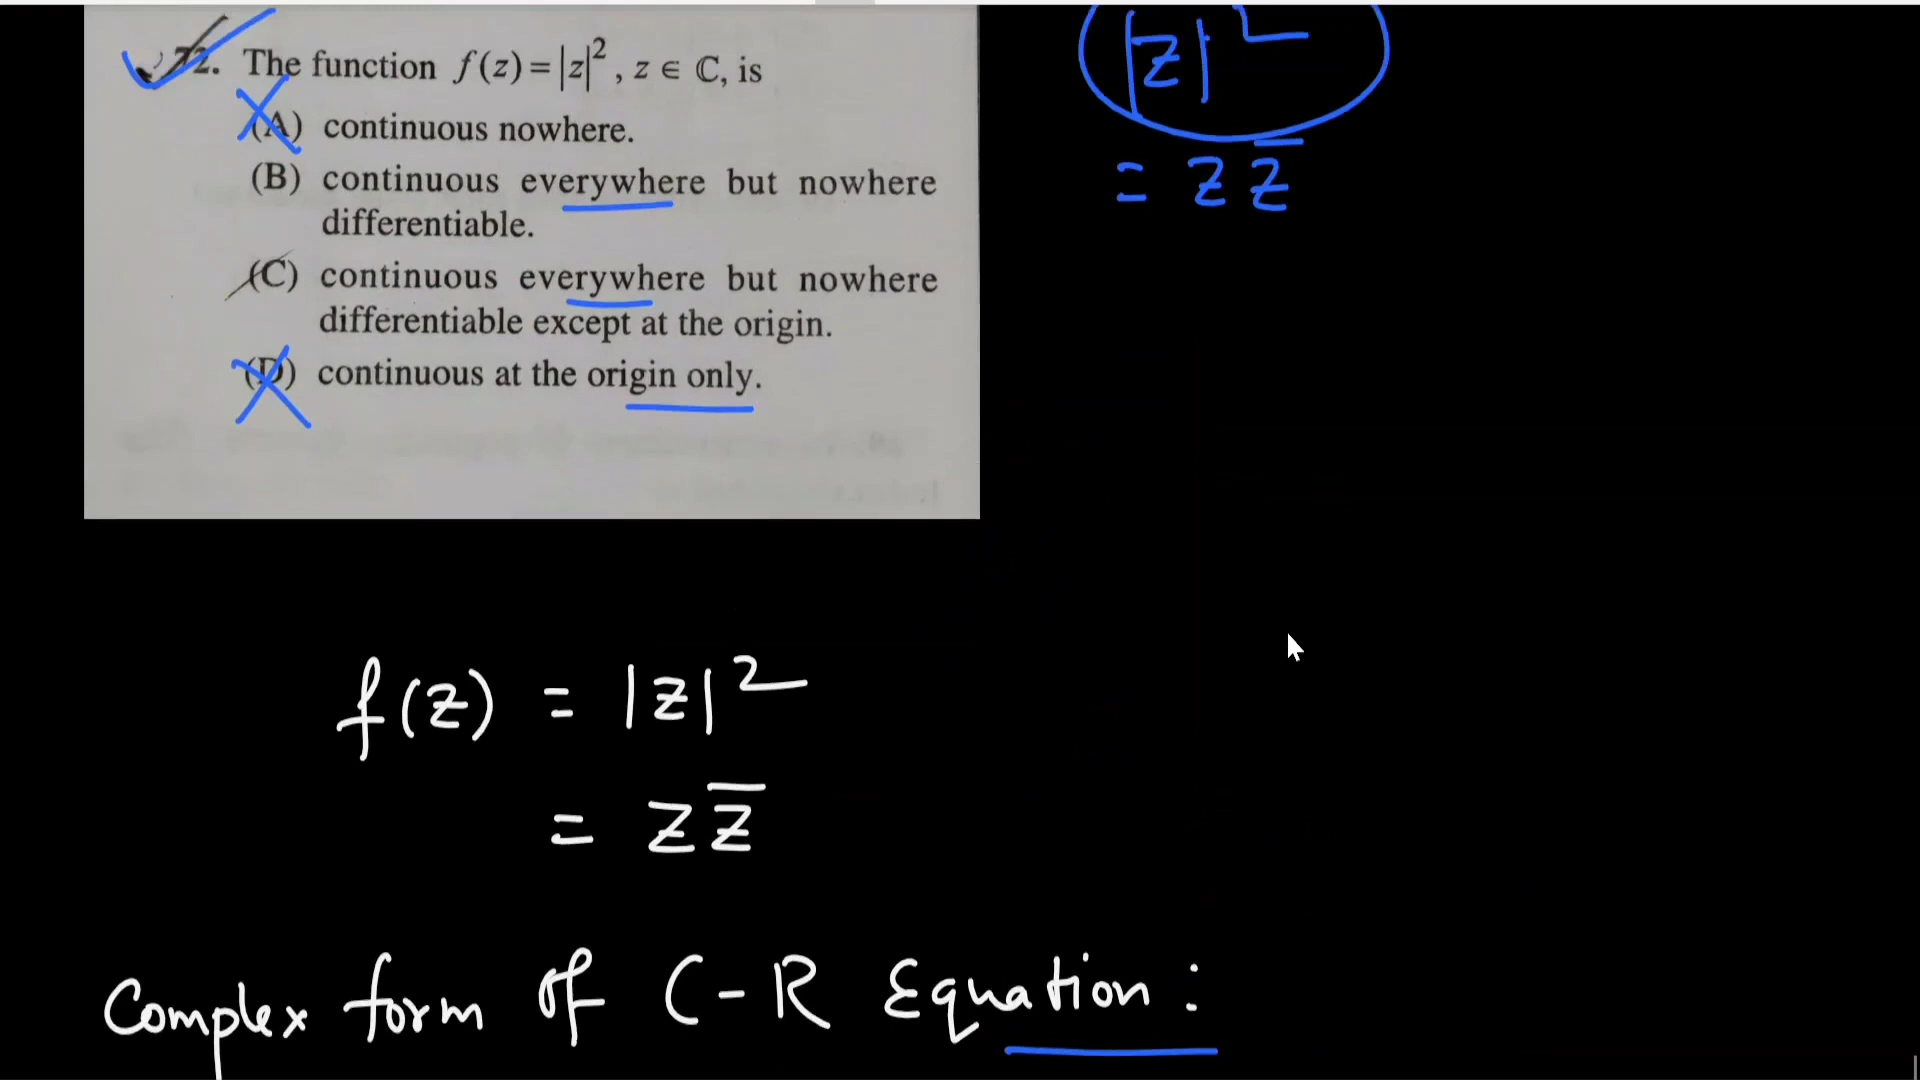 72. The function f(z) = |z|², z ∈ ℂ, is
(A) continuous nowhere.
(B) continuous everywhere but nowhere
differentiable.
(C) continuous everywhere but nowhere
differentiable except at the origin.
(D) continuous at the origin only.
|z|²
= z z̅
f(z) = |z|²
= z z̅
Complex form of C-R Equation: